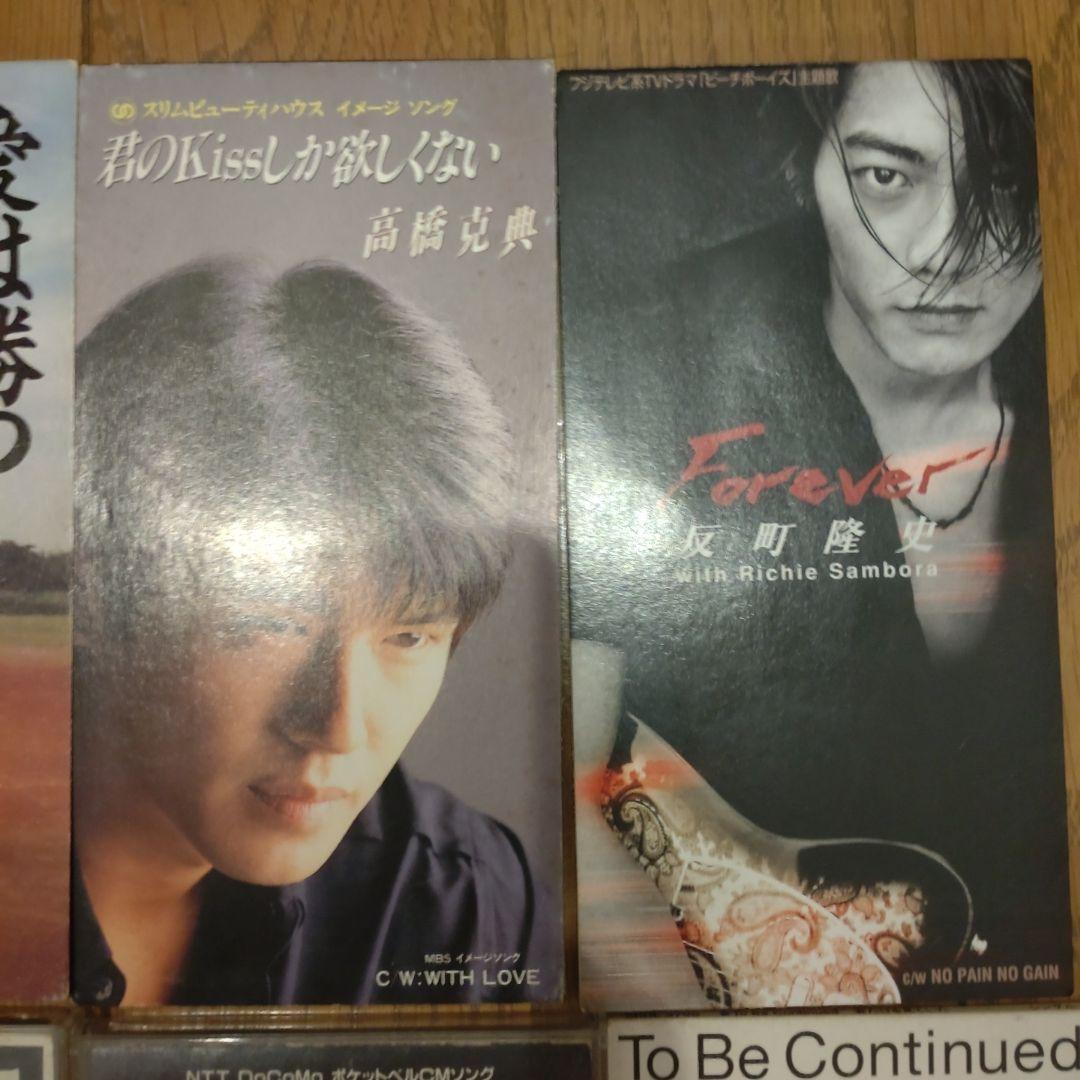 愛は勝つ
スリムビューティハウス イメージ ソング
君のKissしか欲しくない
高橋克典
MBS イメージソング
C/W:WITH LOVE
フジテレビ系TVドラマ「ビーチボーイズ」主題歌
Forever
反町隆史
with Richie Sambora
c/w NO PAIN NO GAIN
NTT DoCoMo ポケットベルCMソング
To Be Continued